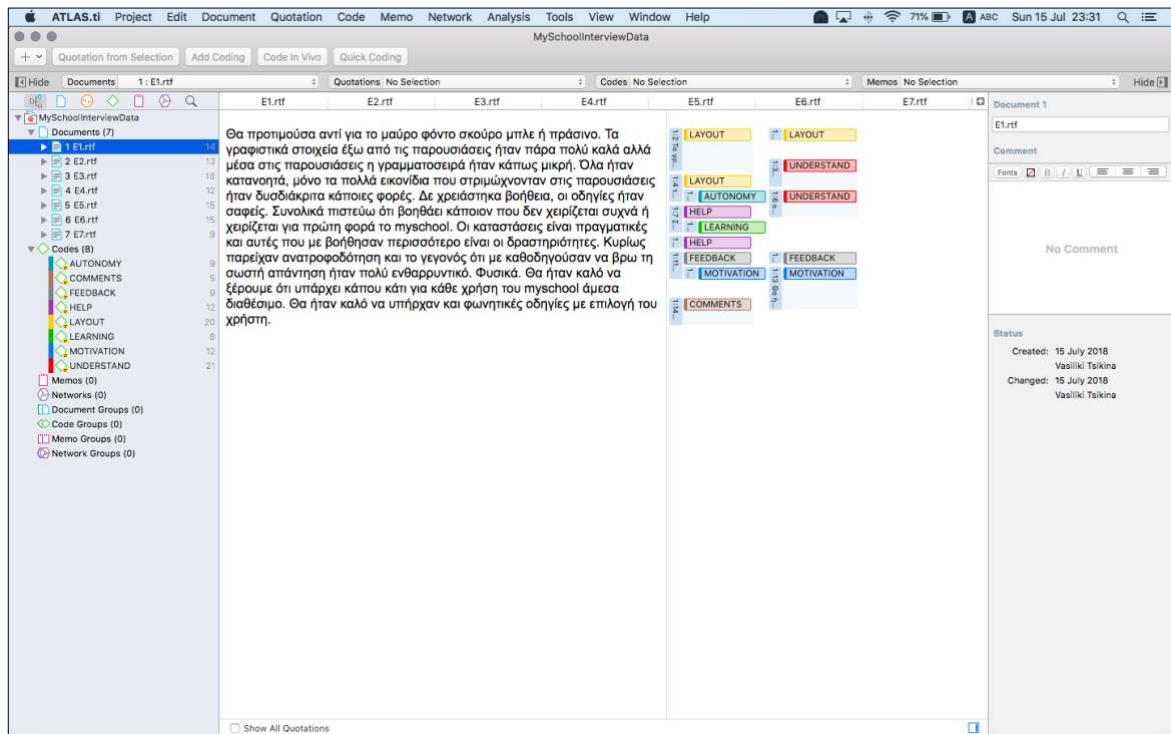 ATLAS.ti Project Edit Document Quotation Code Memo Network Analysis Tools View Window Help 71% ABC Sun 15 Jul 23:31
MySchoolInterviewData
Quotation from Selection Add Coding Code In Vivo Quick Coding
Hide Documents 1 : E1.rtf Quotations No Selection Codes No Selection Memos No Selection Hide
E1.rtf E2.rtf E3.rtf E4.rtf E5.rtf E6.rtf E7.rtf
MySchoolInterviewData
Documents (7)
1 E1.rtf 14
2 E2.rtf 13
3 E3.rtf 18
4 E4.rtf 12
5 E5.rtf 15
6 E6.rtf 15
7 E7.rtf 9
Codes (8)
AUTONOMY 9
COMMENTS 5
FEEDBACK 9
HELP 12
LAYOUT 20
LEARNING 8
MOTIVATION 12
UNDERSTAND 21
Memos (0)
Networks (0)
Document Groups (0)
Code Groups (0)
Memo Groups (0)
Network Groups (0)
Θα προτιμούσα αντί για το μαύρο φόντο σκούρο μπλε ή πράσινο. Τα
γραφιστικά στοιχεία έξω από τις παρουσιάσεις ήταν πάρα πολύ καλά αλλά
μέσα στις παρουσιάσεις η γραμματοσειρά ήταν κάπως μικρή. Όλα ήταν
κατανοητά, μόνο τα πολλά εικονίδια που στριμώχνονταν στις παρουσιάσεις
ήταν δυσδιάκριτα κάποιες φορές. Δε χρειάστηκα βοήθεια, οι οδηγίες ήταν
σαφείς. Συνολικά πιστεύω ότι βοηθάει κάποιον που δεν χειρίζεται συχνά ή
χειρίζεται για πρώτη φορά το myschool. Οι καταστάσεις είναι πραγματικές
και αυτές που με βοήθησαν περισσότερο είναι οι δραστηριότητες. Κυρίως
παρείχαν ανατροφοδότηση και το γεγονός ότι με καθοδηγούσαν να βρω τη
σωστή απάντηση ήταν πολύ ενθαρρυντικό. Φυσικά. Θα ήταν καλό να
ξέρουμε ότι υπάρχει κάπου κάτι για κάθε χρήση του myschool άμεσα
διαθέσιμο. Θα ήταν καλό να υπήρχαν και φωνητικές οδηγίες με επιλογή του
χρήστη.
LAYOUT LAYOUT
UNDERSTAND
LAYOUT
AUTONOMY UNDERSTAND
HELP
LEARNING
HELP
FEEDBACK FEEDBACK
MOTIVATION MOTIVATION
COMMENTS
Show All Quotations
Document 1
E1.rtf
Comment
Fonts B I U
No Comment
Status
Created: 15 July 2018
Vasiliki Tsikina
Changed: 15 July 2018
Vasiliki Tsikina